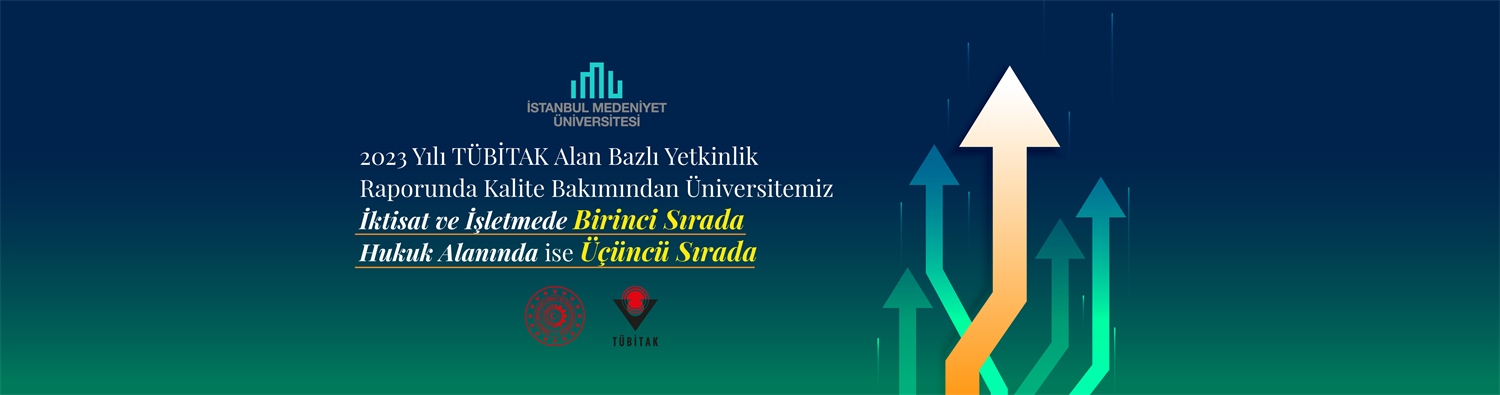 İSTANBUL MEDENİYET
ÜNİVERSİTESİ
2023 Yılı TÜBİTAK Alan Bazlı Yetkinlik
Raporunda Kalite Bakımından Üniversitemiz
İktisat ve İşletmede Birinci Sırada
Hukuk Alanında ise Üçüncü Sırada
TÜBİTAK